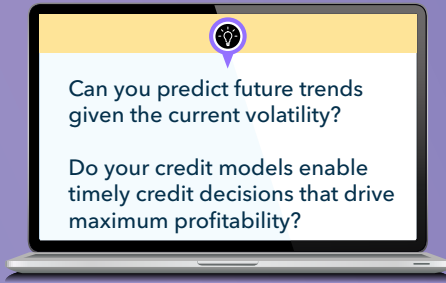 Can you predict future trends
given the current volatility?
Do your credit models enable
timely credit decisions that drive
maximum profitability?